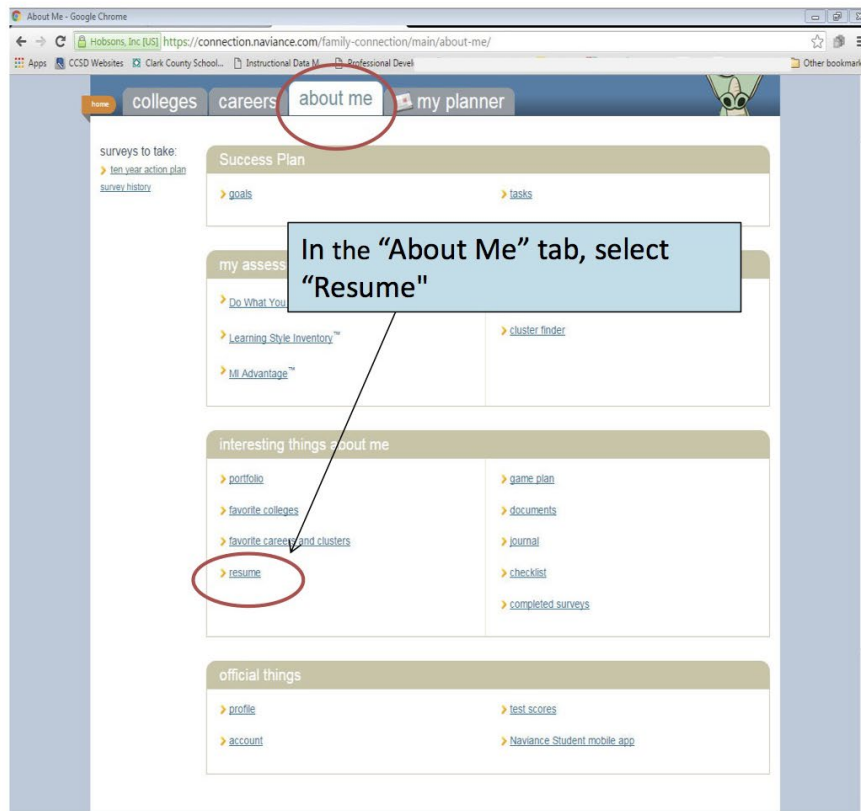 About Me - Google Chrome
Hobsons, Inc [US] https://connection.naviance.com/family-connection/main/about-me/
Apps CCSD Websites Clark County School... Instructional Data M... Professional Devel Other bookmark
home colleges careers about me my planner
surveys to take:
ten year action plan
survey history
Success Plan
goals
tasks
In the “About Me” tab, select
“Resume"
my assess
Do What You
Learning Style Inventory™
cluster finder
MI Advantage™
interesting things about me
portfolio
game plan
favorite colleges
documents
favorite careers and clusters
journal
resume
checklist
completed surveys
official things
profile
test scores
account
Naviance Student mobile app